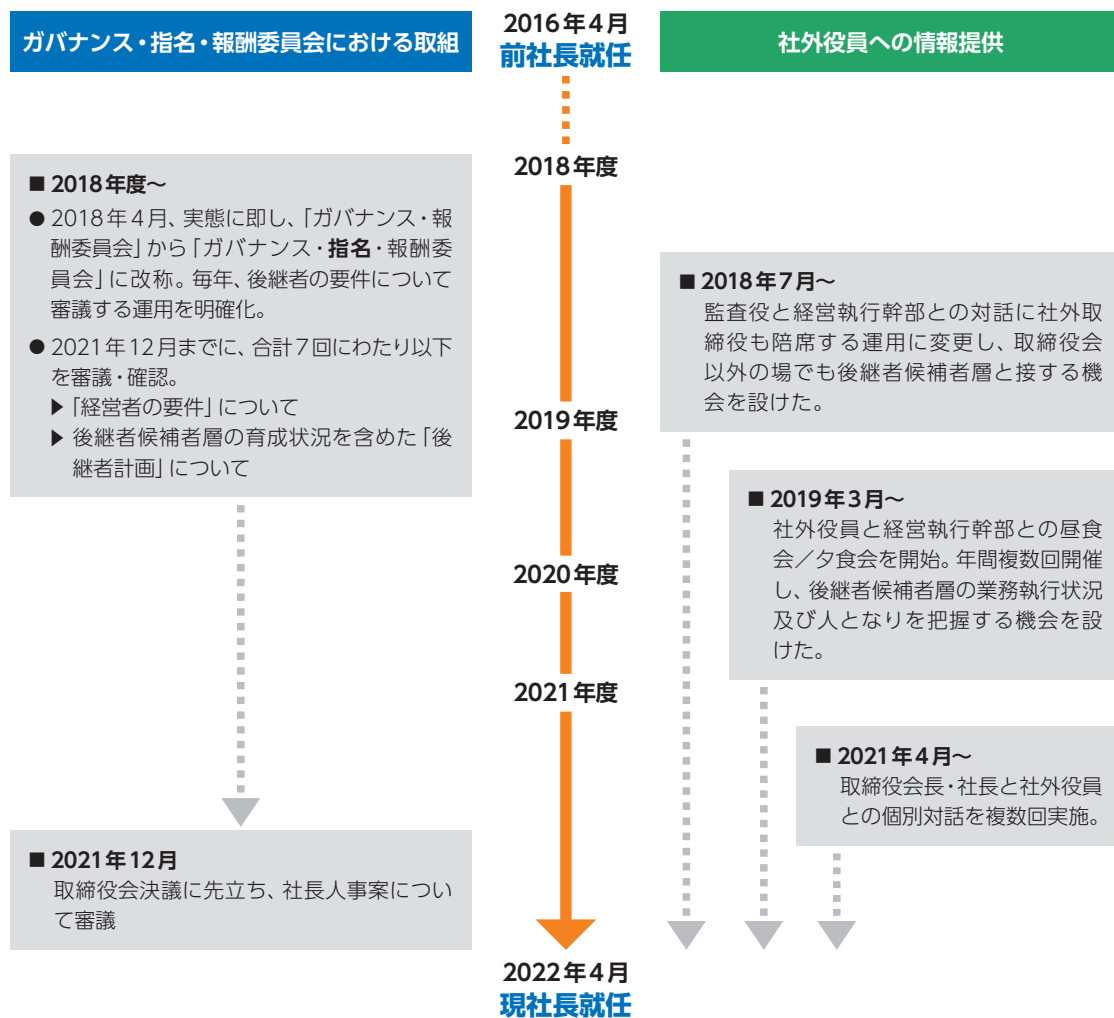 ガバナンス・指名・報酬委員会における取組
2016年4月
前社長就任
社外役員への情報提供
2018年度
■ 2018年度～
● 2018年4月、実態に即し、「ガバナンス・報
酬委員会」から「ガバナンス・指名・報酬委
員会」に改称。毎年、後継者の要件について
審議する運用を明確化。
● 2021年12月までに、合計7回にわたり以下
を審議・確認。
▶「経営者の要件」について
▶ 後継者候補者層の育成状況を含めた「後
継者計画」について
■ 2018年7月～
監査役と経営執行幹部との対話に社外取
締役も陪席する運用に変更し、取締役会
以外の場でも後継者候補者層と接する機
会を設けた。
2019年度
■ 2019年3月～
社外役員と経営執行幹部との昼食
会／夕食会を開始。年間複数回開催
し、後継者候補者層の業務執行状況
及び人となりを把握する機会を設
けた。
2020年度
2021年度
■ 2021年4月～
取締役会長・社長と社外役員
との個別対話を複数回実施。
■ 2021年12月
取締役会決議に先立ち、社長人事案につい
て審議
2022年4月
現社長就任